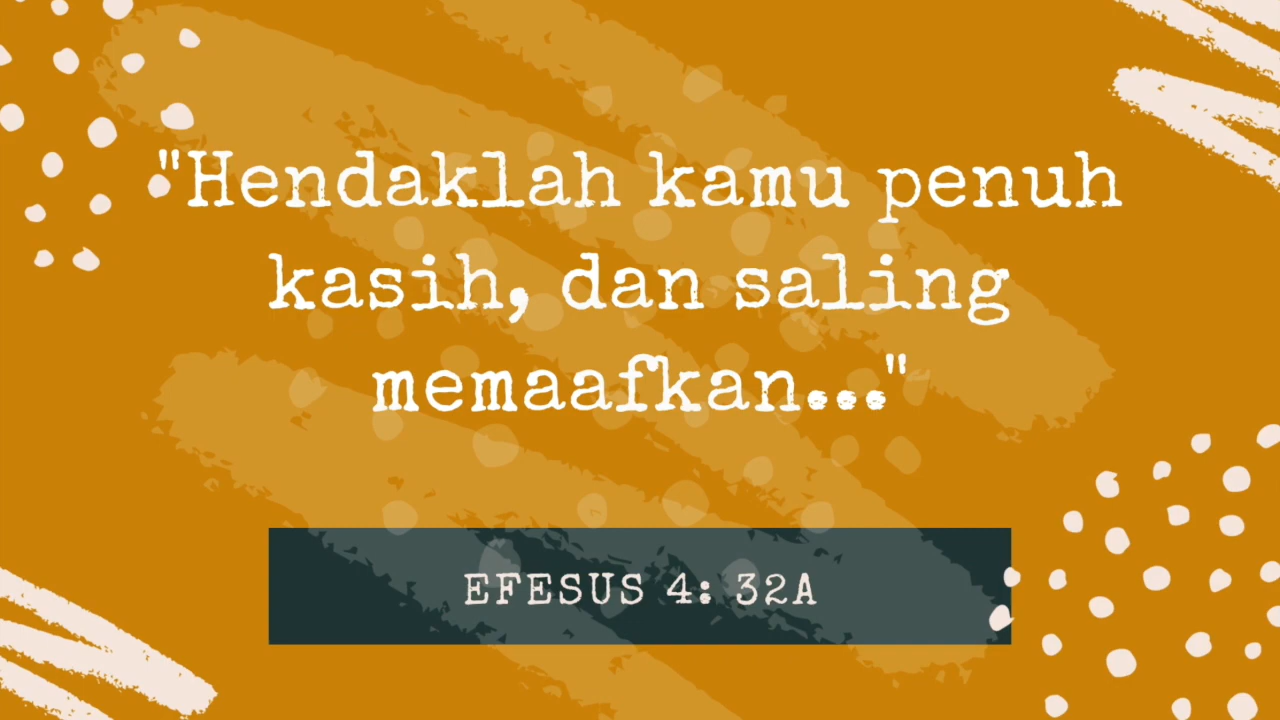 "Hendaklah kamu penuh
kasih, dan saling
memaafkan..."
EFESUS 4: 32A